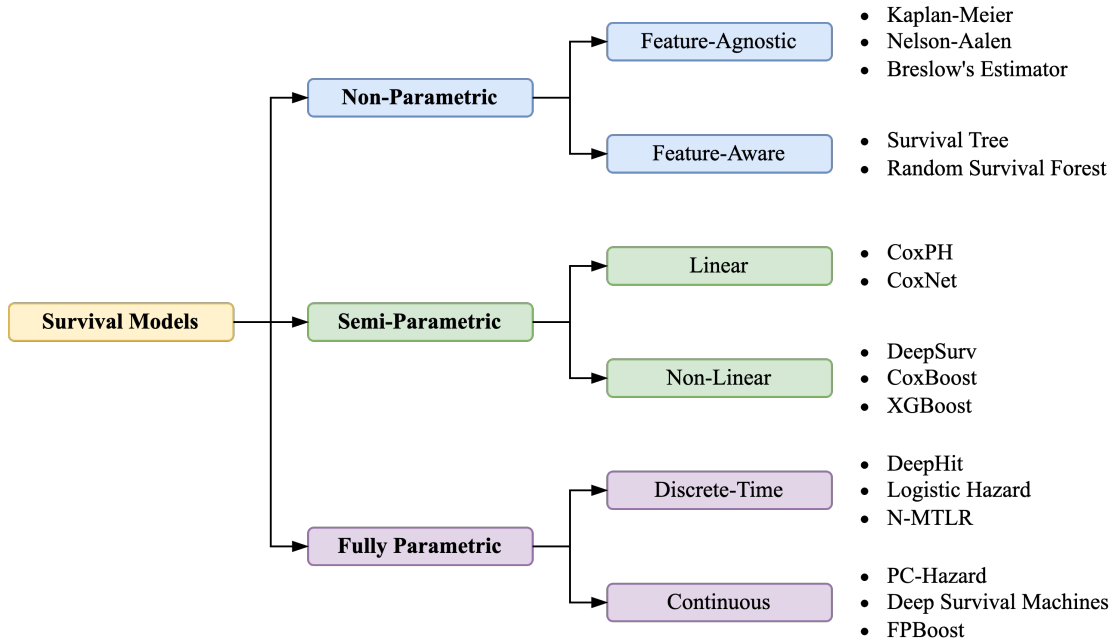 Survival Models
Non-Parametric
Feature-Agnostic
• Kaplan-Meier
• Nelson-Aalen
• Breslow's Estimator
Feature-Aware
• Survival Tree
• Random Survival Forest
Semi-Parametric
Linear
• CoxPH
• CoxNet
Non-Linear
• DeepSurv
• CoxBoost
• XGBoost
Fully Parametric
Discrete-Time
• DeepHit
• Logistic Hazard
• N-MTLR
Continuous
• PC-Hazard
• Deep Survival Machines
• FPBoost